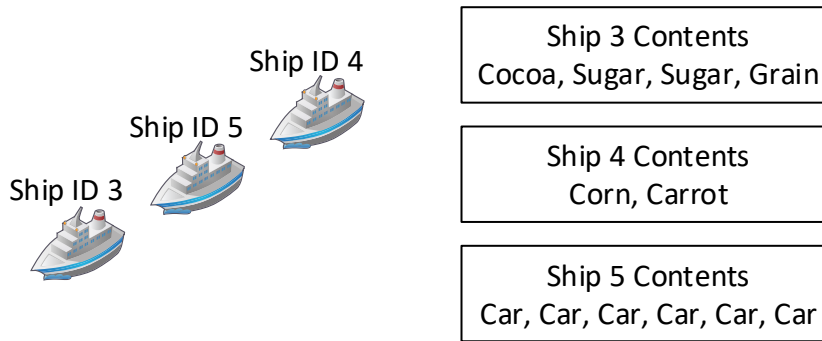 Ship ID 4
Ship ID 5
Ship ID 3
Ship 3 Contents
Cocoa, Sugar, Sugar, Grain
Ship 4 Contents
Corn, Carrot
Ship 5 Contents
Car, Car, Car, Car, Car, Car